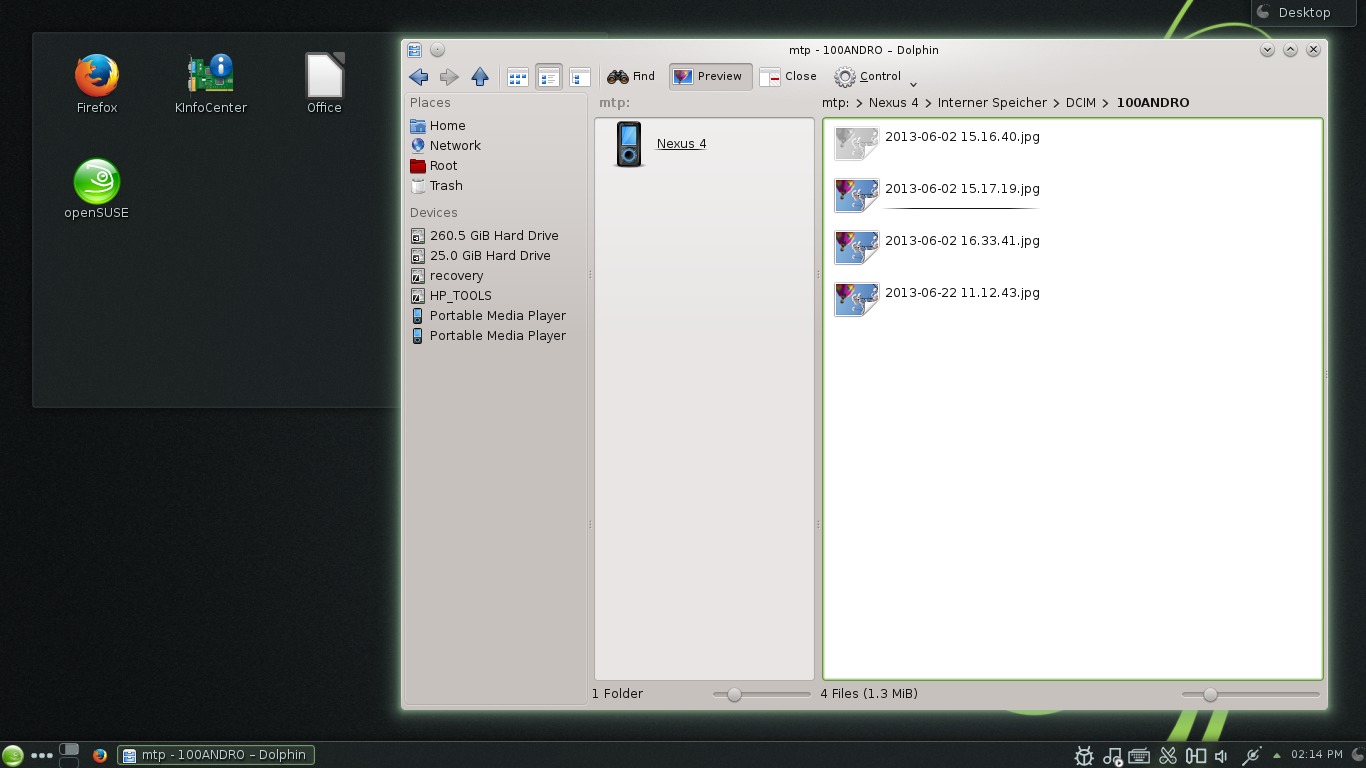 Desktop
Firefox
KInfoCenter
Office
openSUSE
mtp - 100ANDRO – Dolphin
Find
Preview
Close
Control
Places
Home
Network
Root
Trash
Devices
260.5 GiB Hard Drive
25.0 GiB Hard Drive
recovery
HP_TOOLS
Portable Media Player
Portable Media Player
mtp:
Nexus 4
1 Folder
mtp: > Nexus 4 > Interner Speicher > DCIM > 100ANDRO
2013-06-02 15.16.40.jpg
2013-06-02 15.17.19.jpg
2013-06-02 16.33.41.jpg
2013-06-22 11.12.43.jpg
4 Files (1.3 MiB)
mtp - 100ANDRO – Dolphin
02:14 PM